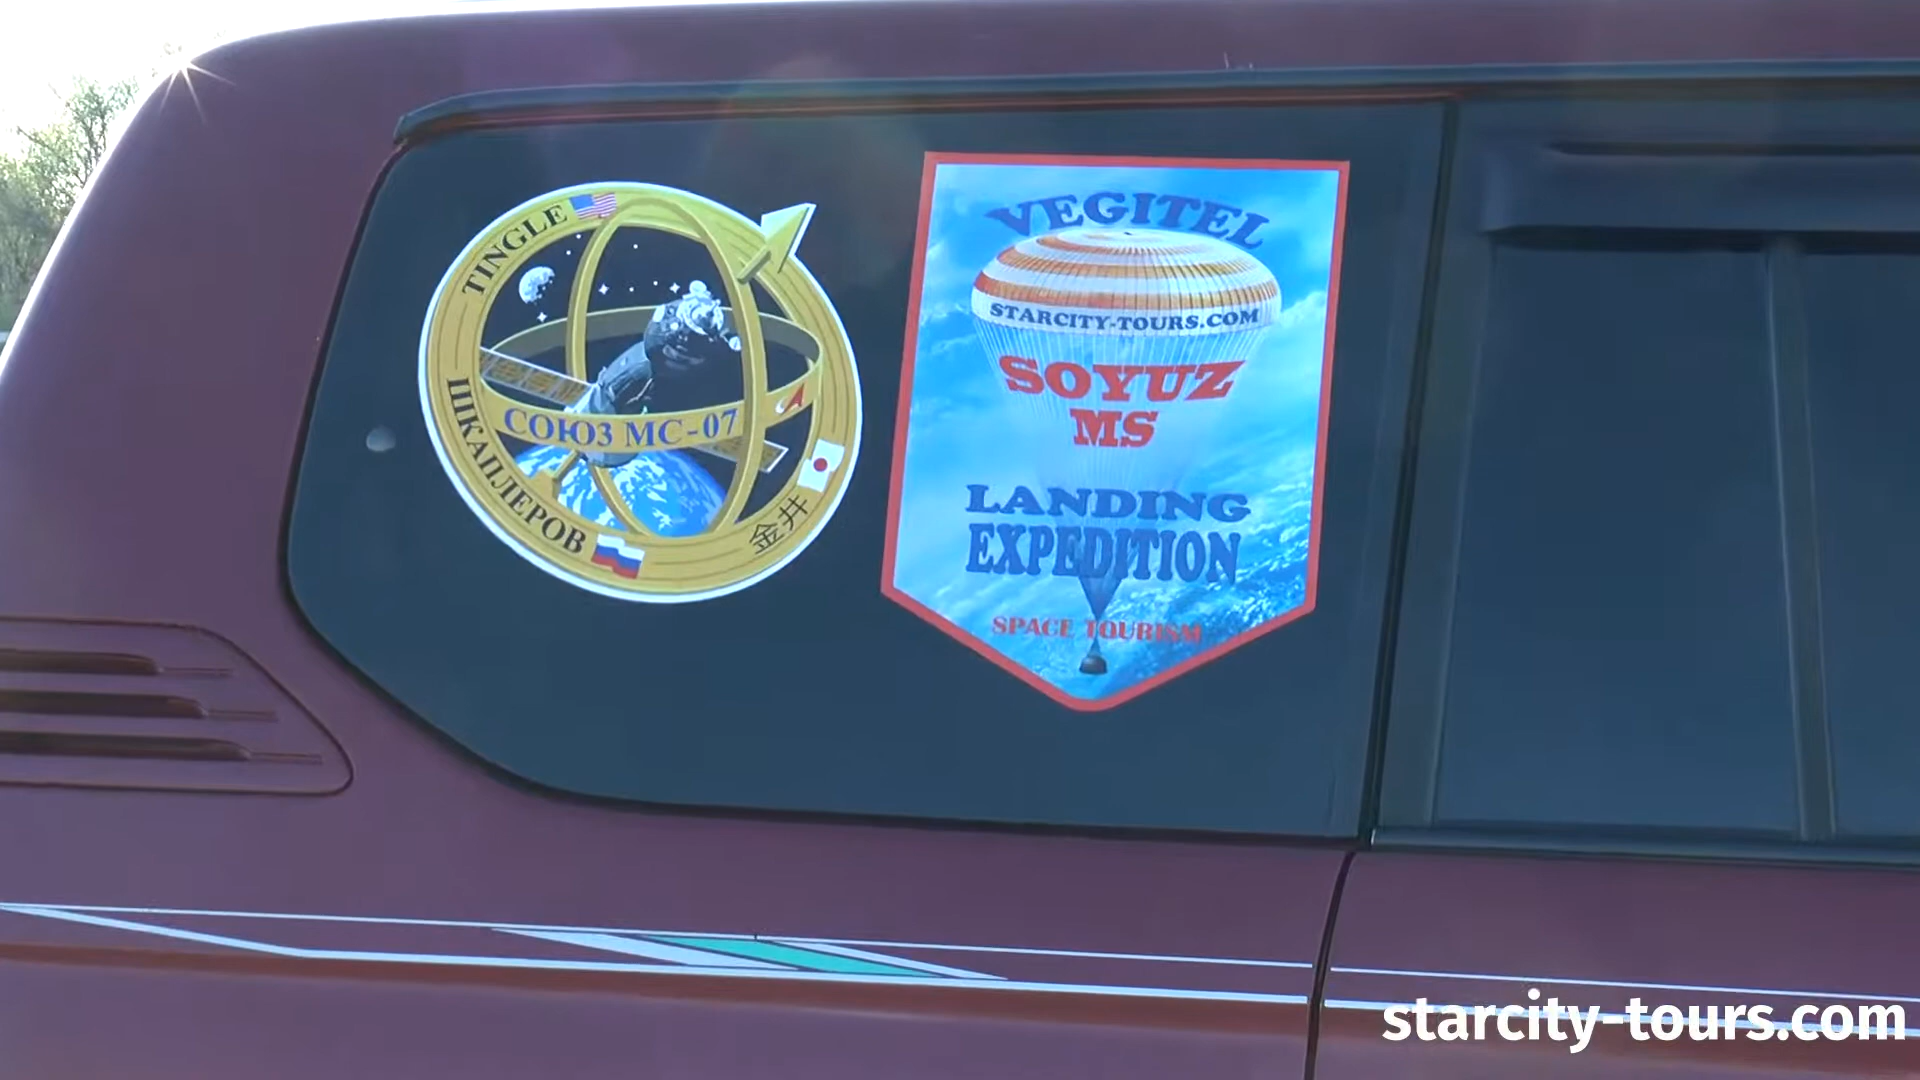 TINGLE
СОЮЗ МС-07
ШКАПЛЕРОВ
金井
VEGITEL
STARCITY-TOURS.COM
SOYUZ
MS
LANDING
EXPEDITION
SPACE TOURISM
starcity-tours.com